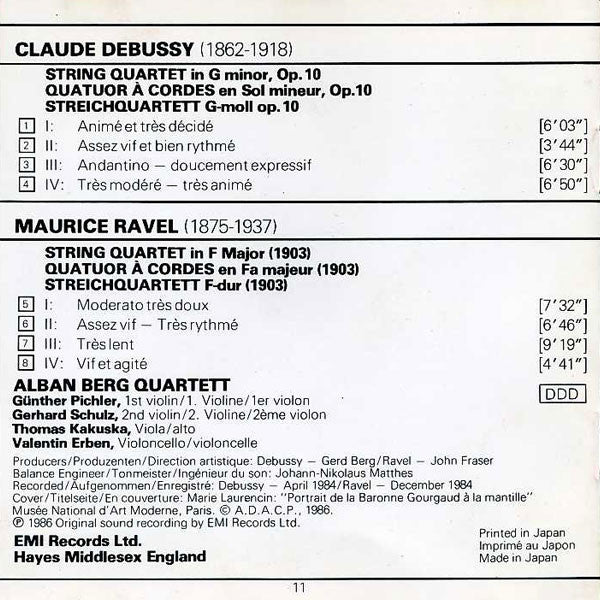 CLAUDE DEBUSSY (1862-1918)
STRING QUARTET in G minor, Op.10
QUATUOR À CORDES en Sol mineur, Op.10
STREICHQUARTETT G-moll op.10
1 I: Animé et très décidé [6'03"]
2 II: Assez vif et bien rythmé [3'44"]
3 III: Andantino — doucement expressif [6'30"]
4 IV: Très modéré — très animé [6'50"]
MAURICE RAVEL (1875-1937)
STRING QUARTET in F Major (1903)
QUATUOR À CORDES en Fa majeur (1903)
STREICHQUARTETT F-dur (1903)
5 I: Moderato très doux [7'32"]
6 II: Assez vif — Très rythmé [6'46"]
7 III: Très lent [9'19"]
8 IV: Vif et agité [4'41"]
ALBAN BERG QUARTETT
DDD
Günther Pichler, 1st violin/1. Violine/1er violon
Gerhard Schulz, 2nd violin/2. Violine/2ème violon
Thomas Kakuska, Viola/alto
Valentin Erben, Violoncello/violoncelle
Producers/Produzenten/Direction artistique: Debussy — Gerd Berg/Ravel — John Fraser
Balance Engineer/Tonmeister/Ingénieur du son: Johann-Nikolaus Matthes
Recorded/Aufgenommen/Enregistré: Debussy — April 1984/Ravel — December 1984
Cover/Titelseite/En couverture: Marie Laurencin: "Portrait de la Baronne Gourgaud à la mantille"
Musée National d'Art Moderne, Paris. © A.D.A.C.P., 1986.
℗ 1986 Original sound recording by EMI Records Ltd.
EMI Records Ltd.
Hayes Middlesex England
Printed in Japan
Imprimé au Japon
Made in Japan
11